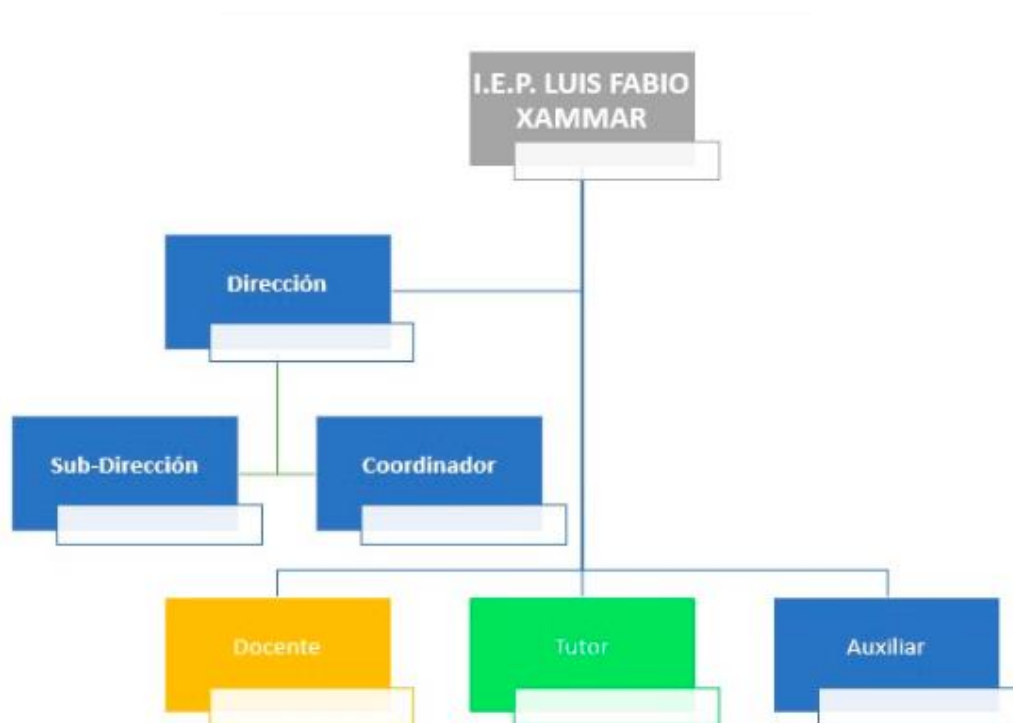 I.E.P. LUIS FABIO
XAMMAR
Dirección
Sub-Dirección
Coordinador
Docente
Tutor
Auxiliar